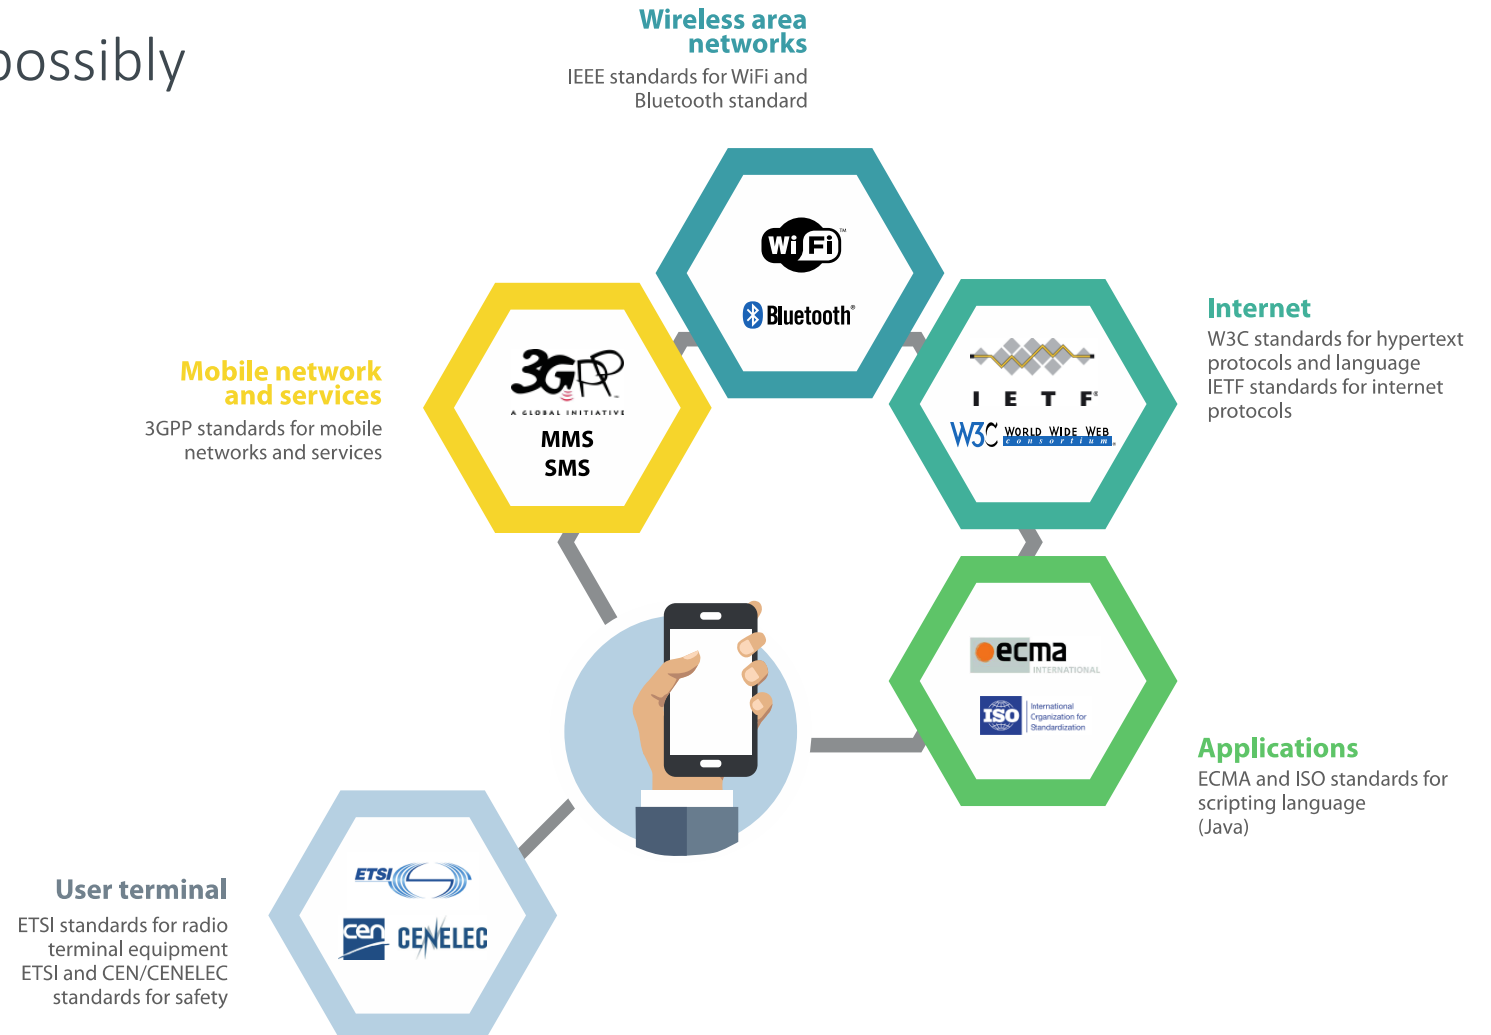 possibly
Wireless area
networks
IEEE standards for WiFi and
Bluetooth standard
Wi Fi™
Bluetooth®
Mobile network
and services
3GPP standards for mobile
networks and services
3GPP™
A GLOBAL INITIATIVE
MMS
SMS
I E T F®
W3C WORLD WIDE WEB
consortium®
Internet
W3C standards for hypertext
protocols and language
IETF standards for internet
protocols
ecma
INTERNATIONAL
ISO
International
Organization for
Standardization
Applications
ECMA and ISO standards for
scripting language
(Java)
User terminal
ETSI standards for radio
terminal equipment
ETSI and CEN/CENELEC
standards for safety
ETSI
cen CENELEC